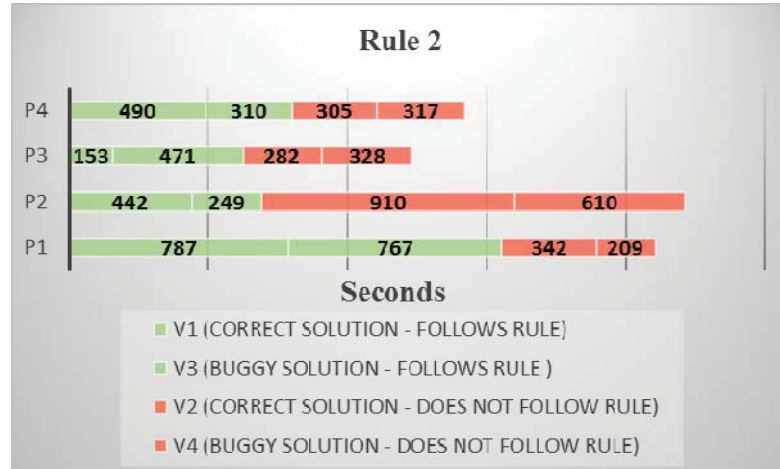 Rule 2
P4 490 310 305 317
P3 153 471 282 328
P2 442 249 910 610
P1 787 767 342 209
Seconds
V1 (CORRECT SOLUTION - FOLLOWS RULE)
V3 (BUGGY SOLUTION - FOLLOWS RULE )
V2 (CORRECT SOLUTION - DOES NOT FOLLOW RULE)
V4 (BUGGY SOLUTION - DOES NOT FOLLOW RULE)